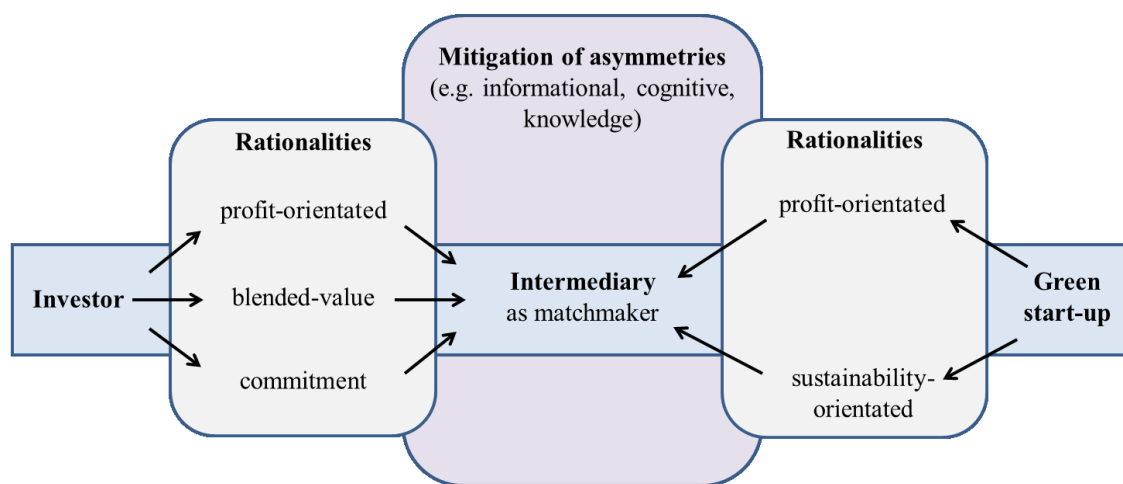 Mitigation of asymmetries
(e.g. informational, cognitive,
knowledge)
Rationalities
profit-orientated
blended-value
commitment
Investor
Intermediary
as matchmaker
Rationalities
profit-orientated
sustainability-
orientated
Green
start-up